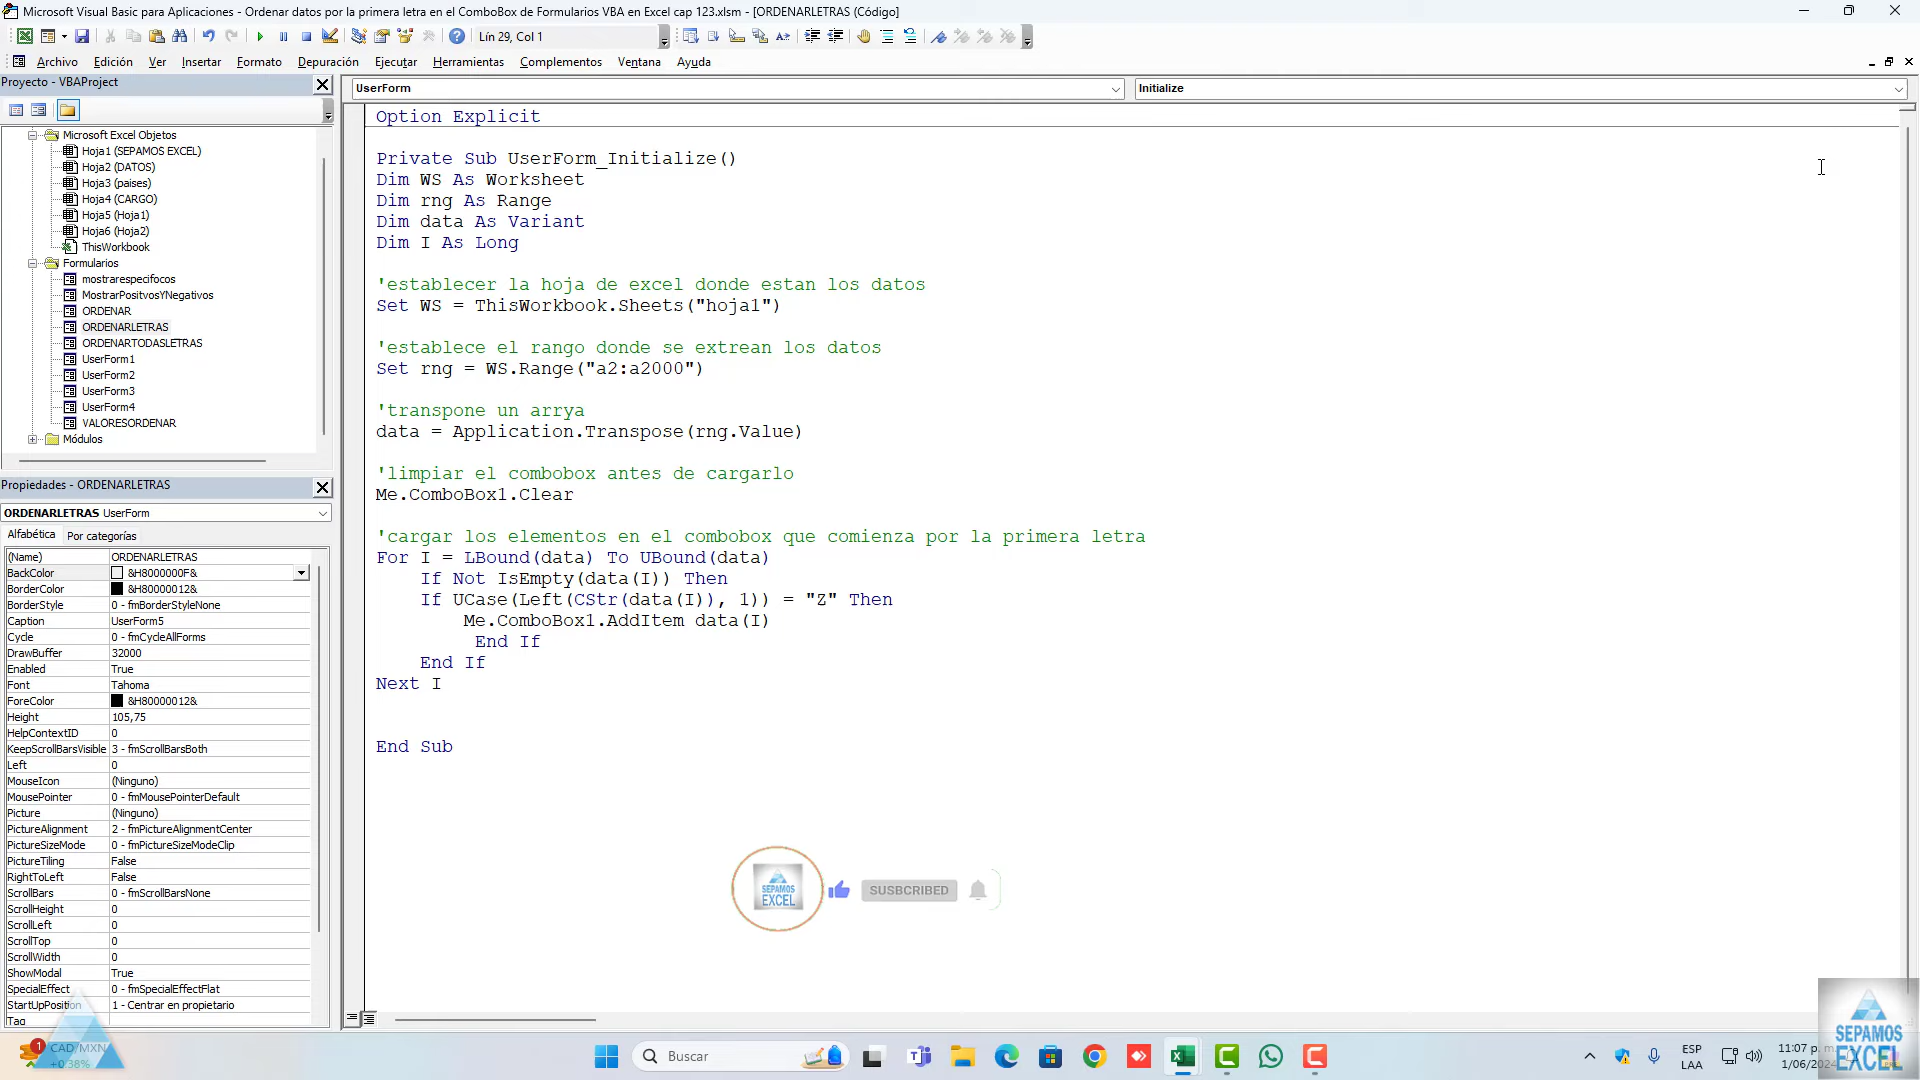 Microsoft Visual Basic para Aplicaciones - Ordenar datos por la primera letra en el ComboBox de Formularios VBA en Excel cap 123.xlsm - [ORDENARLETRAS (Código)]
Lín 29, Col 1
Archivo Edición Ver Insertar Formato Depuración Ejecutar Herramientas Complementos Ventana Ayuda
Proyecto - VBAProject
Microsoft Excel Objetos
Hoja1 (SEPAMOS EXCEL)
Hoja2 (DATOS)
Hoja3 (paises)
Hoja4 (CARGO)
Hoja5 (Hoja1)
Hoja6 (Hoja2)
ThisWorkbook
Formularios
mostrarespecifocos
MostrarPositvosYNegativos
ORDENAR
ORDENARLETRAS
ORDENARTODASLETRAS
UserForm1
UserForm2
UserForm3
UserForm4
VALORESORDENAR
Módulos
Propiedades - ORDENARLETRAS
ORDENARLETRAS UserForm
Alfabética Por categorías
(Name) ORDENARLETRAS
BackColor &H8000000F&
BorderColor &H80000012&
BorderStyle 0 - fmBorderStyleNone
Caption UserForm5
Cycle 0 - fmCycleAllForms
DrawBuffer 32000
Enabled True
Font Tahoma
ForeColor &H80000012&
Height 105,75
HelpContextID 0
KeepScrollBarsVisible 3 - fmScrollBarsBoth
Left 0
MouseIcon (Ninguno)
MousePointer 0 - fmMousePointerDefault
Picture (Ninguno)
PictureAlignment 2 - fmPictureAlignmentCenter
PictureSizeMode 0 - fmPictureSizeModeClip
PictureTiling False
RightToLeft False
ScrollBars 0 - fmScrollBarsNone
ScrollHeight 0
ScrollLeft 0
ScrollTop 0
ScrollWidth 0
ShowModal True
SpecialEffect 0 - fmSpecialEffectFlat
StartUpPosition 1 - Centrar en propietario
Tag
UserForm Initialize
Option Explicit
Private Sub UserForm_Initialize()
Dim WS As Worksheet
Dim rng As Range
Dim data As Variant
Dim I As Long
'establecer la hoja de excel donde estan los datos
Set WS = ThisWorkbook.Sheets("hoja1")
'establece el rango donde se extrean los datos
Set rng = WS.Range("a2:a2000")
'transpone un arrya
data = Application.Transpose(rng.Value)
'limpiar el combobox antes de cargarlo
Me.ComboBox1.Clear
'cargar los elementos en el combobox que comienza por la primera letra
For I = LBound(data) To UBound(data)
If Not IsEmpty(data(I)) Then
If UCase(Left(CStr(data(I)), 1)) = "Z" Then
Me.ComboBox1.AddItem data(I)
End If
End If
Next I
End Sub
SEPAMOS
EXCEL
SUSBCRIBED
SEPAMOS
EXCEL
1
CAD/MXN
+0.38%
Buscar
ESP
LAA
11:07 p.
1/06/202